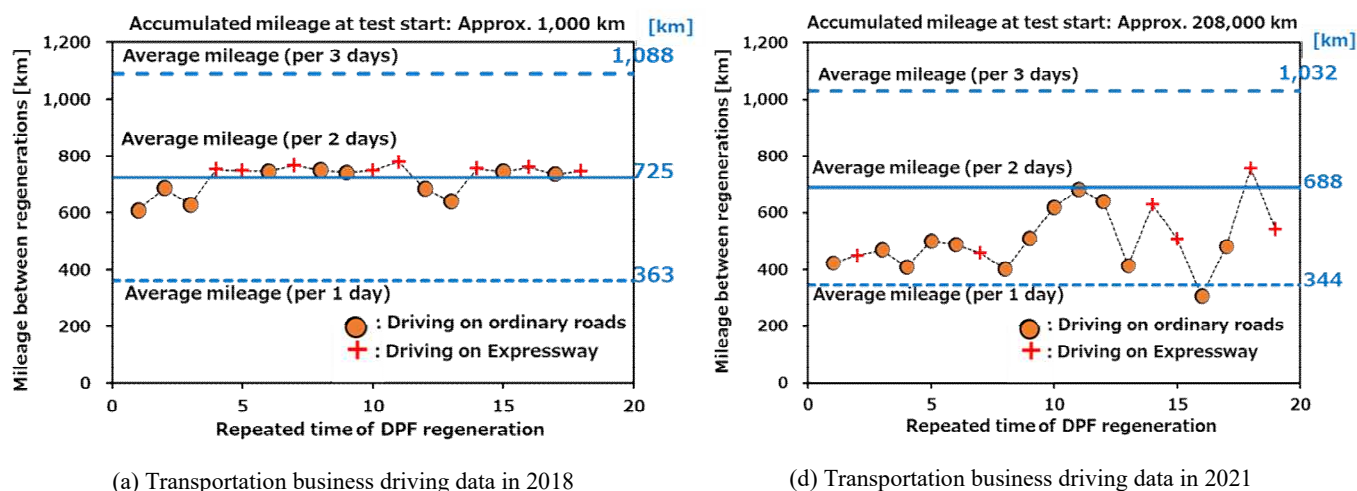 Accumulated mileage at test start: Approx. 1,000 km
[km]
1,200
1,000
800
600
400
200
0
Mileage between regenerations [km]
Average mileage (per 3 days)
1,088
Average mileage (per 2 days)
725
363
Average mileage (per 1 day)
: Driving on ordinary roads
: Driving on Expressway
0 5 10 15 20
Repeated time of DPF regeneration
(a) Transportation business driving data in 2018
Accumulated mileage at test start: Approx. 208,000 km
[km]
1,200
1,000
800
600
400
200
0
Mileage between regenerations [km]
Average mileage (per 3 days)
1,032
Average mileage (per 2 days)
688
344
Average mileage (per 1 day)
: Driving on ordinary roads
: Driving on Expressway
0 5 10 15 20
Repeated time of DPF regeneration
(d) Transportation business driving data in 2021